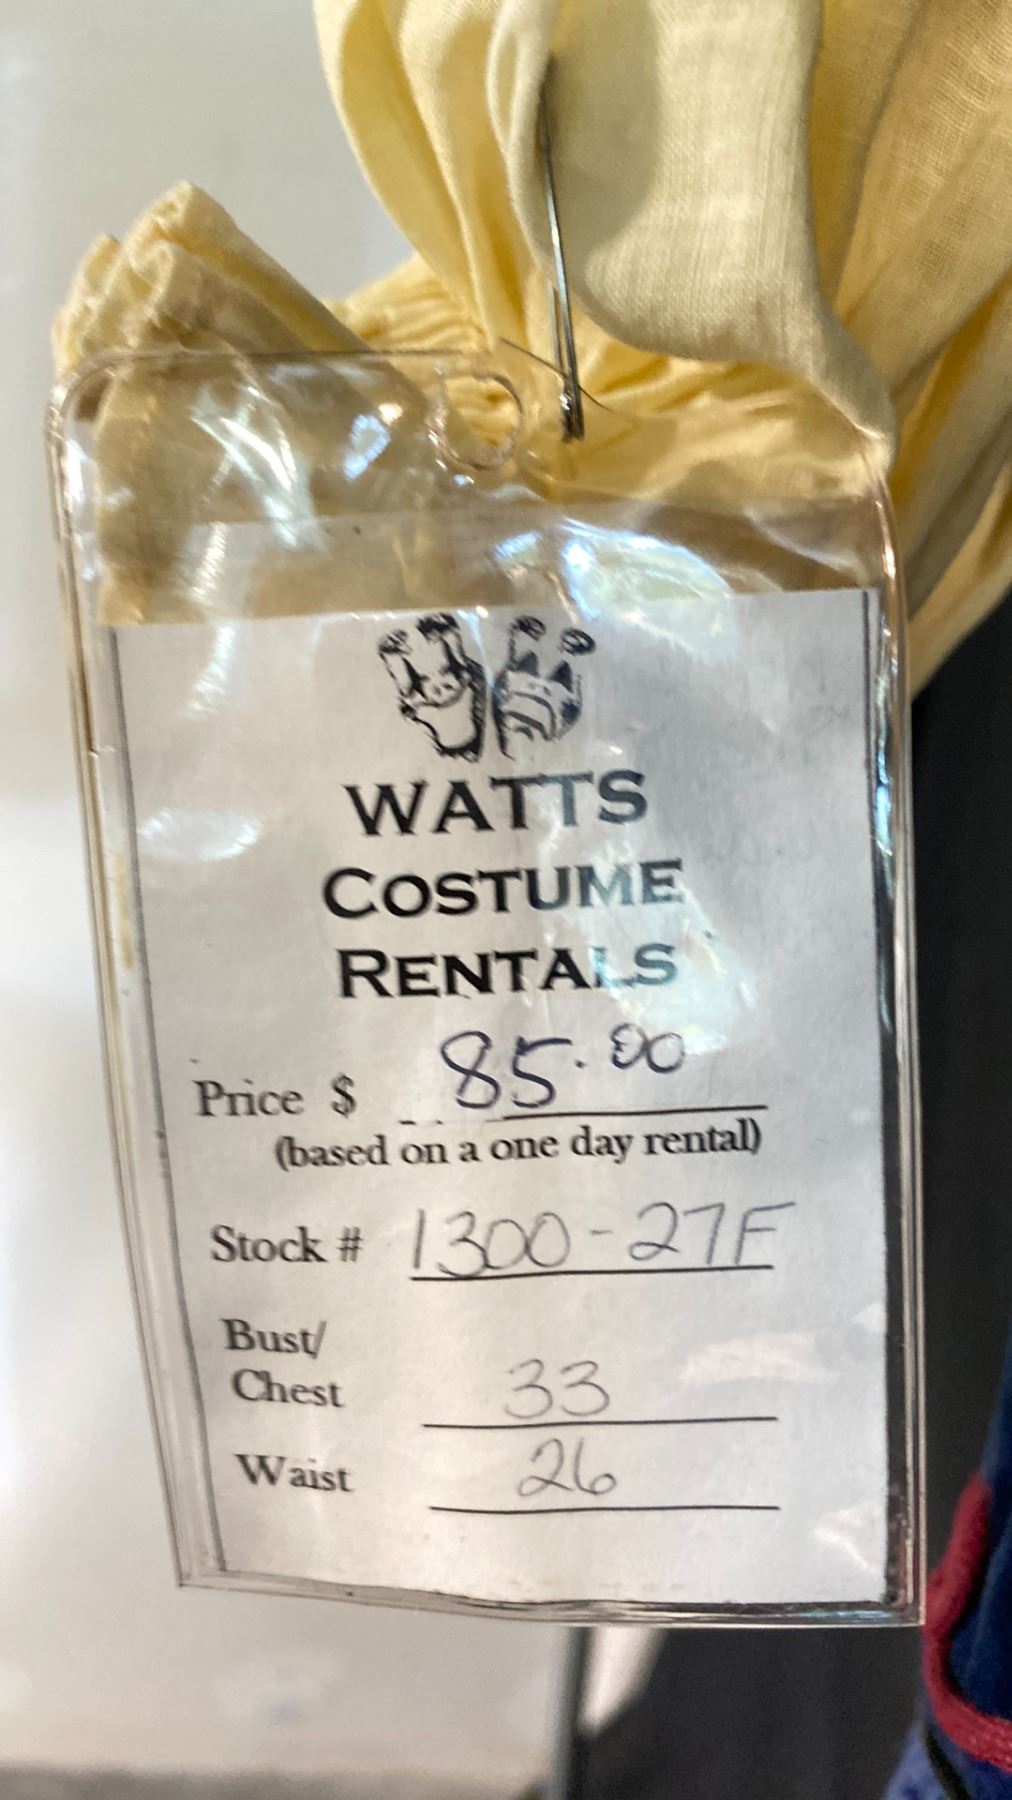 WATTS
COSTUME
RENTALS
Price $ 85.00
(based on a one day rental)
Stock # 1300-27F
Bust/
Chest 33
Waist 26